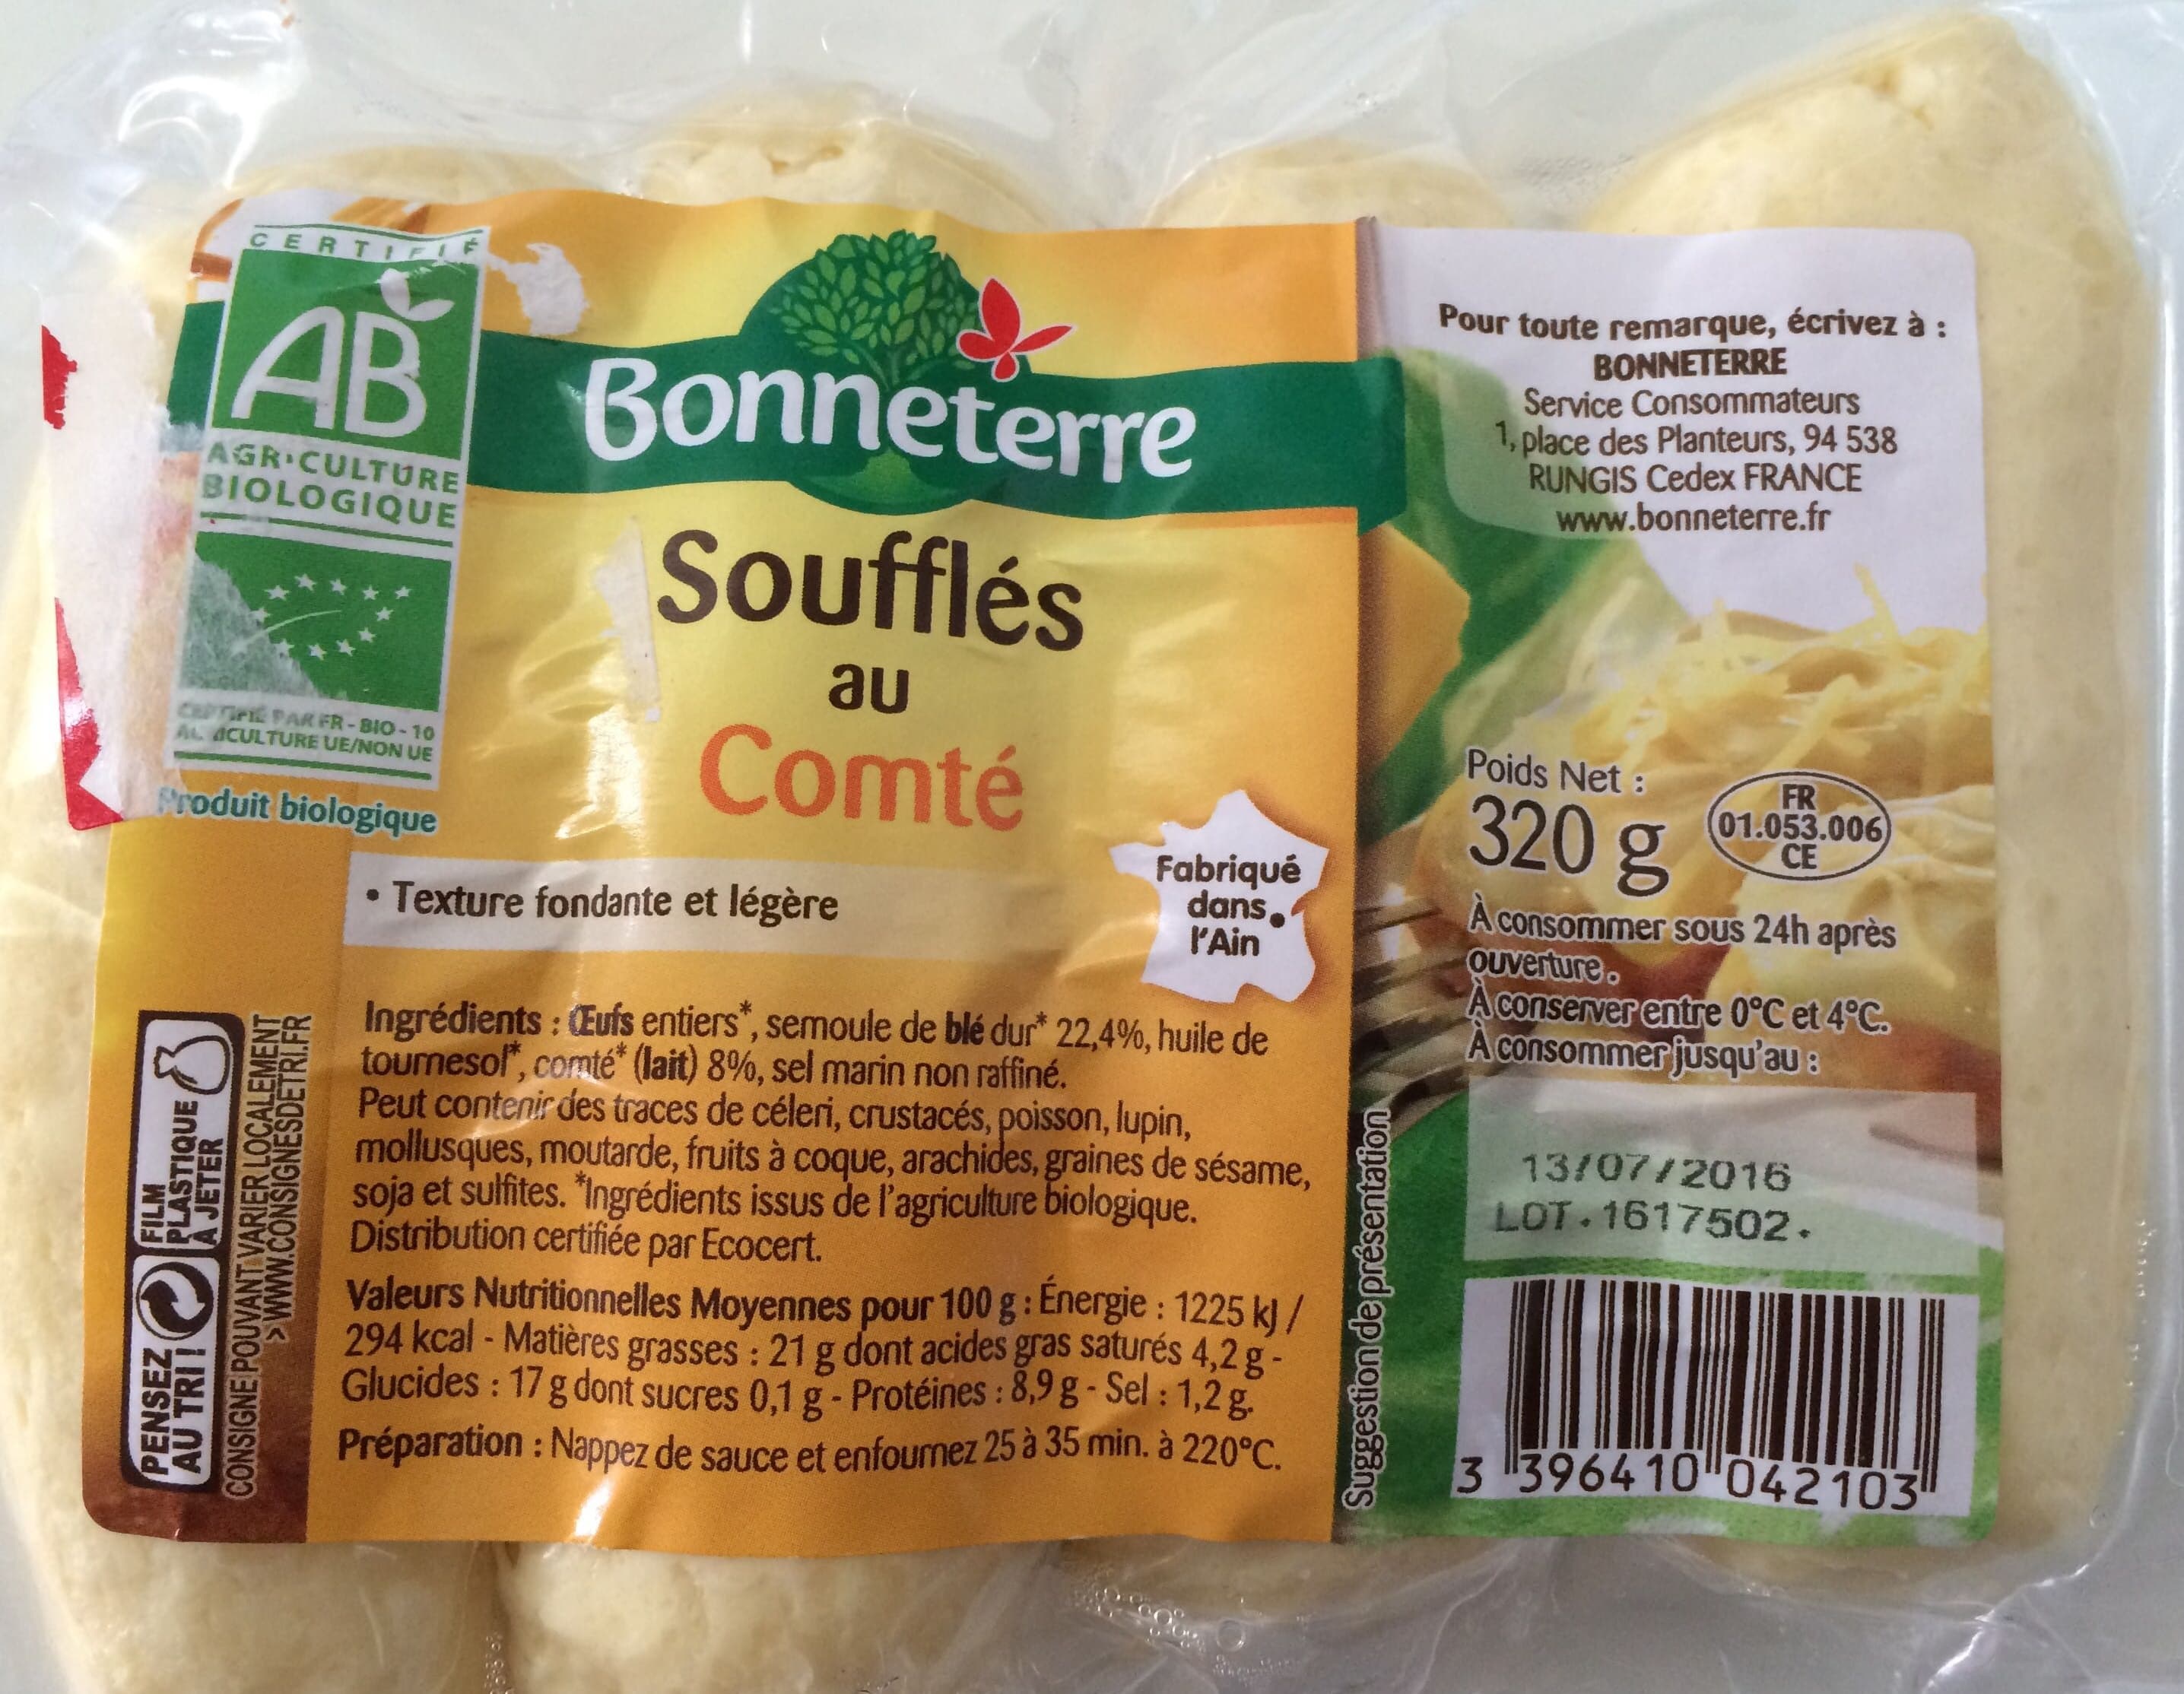 CERTIFIÉ
AB
AGRICULTURE
BIOLOGIQUE
CERTIFIÉ PAR FR - BIO - 10
AGRICULTURE UE/NON UE
Produit biologique
Bonneterre
Soufflés
au
Comté
• Texture fondante et légère
Fabriqué
dans
l'Ain
Ingrédients : Œufs entiers*, semoule de blé dur* 22,4%, huile de
tournesol*, comté* (lait) 8%, sel marin non raffiné.
Peut contenir des traces de céleri, crustacés, poisson, lupin,
mollusques, moutarde, fruits à coque, arachides, graines de sésame,
soja et sulfites. *Ingrédients issus de l'agriculture biologique.
Distribution certifiée par Ecocert.
Valeurs Nutritionnelles Moyennes pour 100 g : Énergie : 1225 kJ /
294 kcal - Matières grasses : 21 g dont acides gras saturés 4,2 g -
Glucides : 17 g dont sucres 0,1 g - Protéines : 8,9 g - Sel : 1,2 g.
Préparation : Nappez de sauce et enfournez 25 à 35 min. à 220°C.
PENSEZ
AU TRI !
FILM
PLASTIQUE
À JETER
CONSIGNE POUVANT VARIER LOCALEMENT
> WWW.CONSIGNESDETRI.FR
Suggestion de présentation
Pour toute remarque, écrivez à :
BONNETERRE
Service Consommateurs
1, place des Planteurs, 94 538
RUNGIS Cedex FRANCE
www.bonneterre.fr
Poids Net :
320 g
FR
01.053.006
CE
À consommer sous 24h après
ouverture.
À conserver entre 0°C et 4°C.
À consommer jusqu'au :
13/07/2016
LOT.1617502.
3 396410 042103